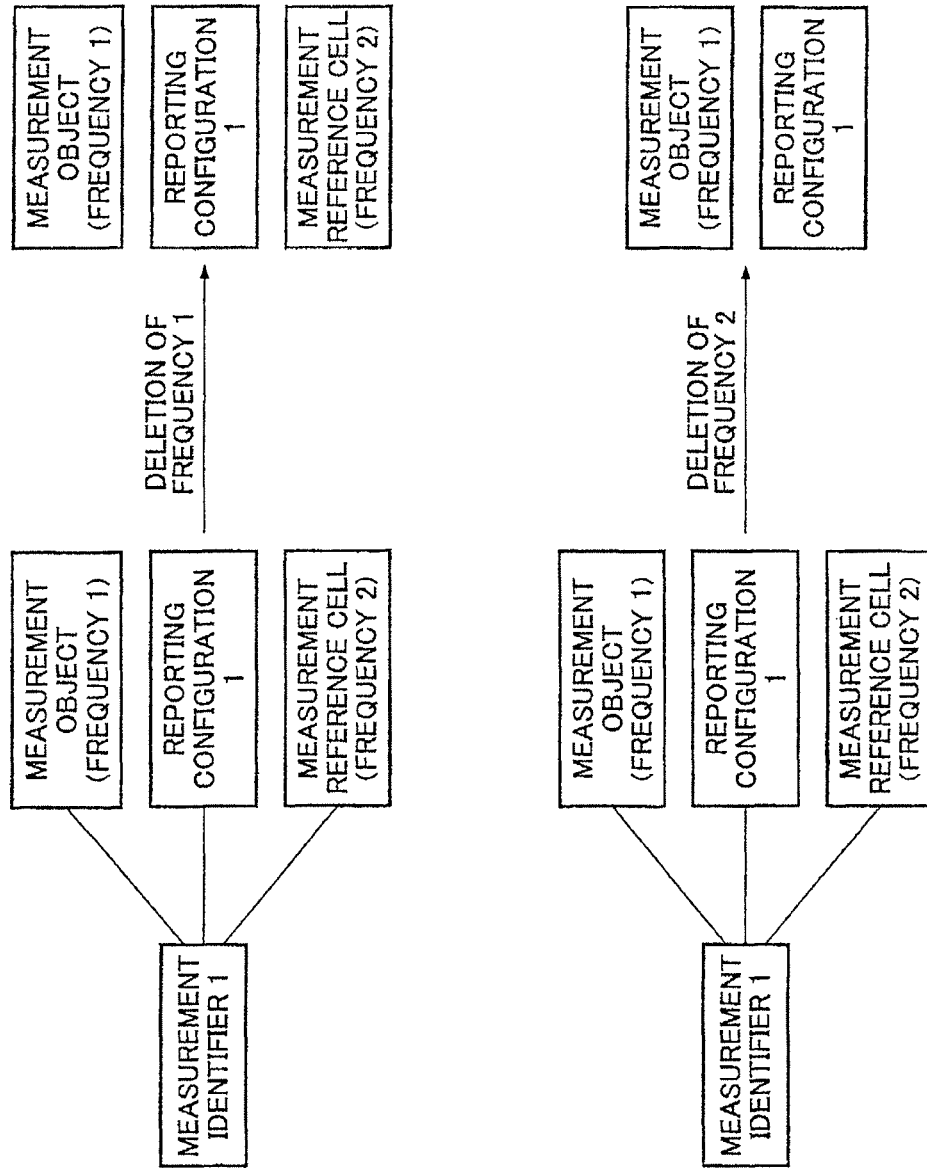 MEASUREMENT
IDENTIFIER 1
MEASUREMENT
OBJECT
(FREQUENCY 1)
REPORTING
CONFIGURATION
1
MEASUREMENT
REFERENCE CELL
(FREQUENCY 2)
DELETION OF
FREQUENCY 1
MEASUREMENT
OBJECT
(FREQUENCY 1)
REPORTING
CONFIGURATION
1
MEASUREMENT
REFERENCE CELL
(FREQUENCY 2)
MEASUREMENT
IDENTIFIER 1
MEASUREMENT
OBJECT
(FREQUENCY 1)
REPORTING
CONFIGURATION
1
MEASUREMENT
REFERENCE CELL
(FREQUENCY 2)
DELETION OF
FREQUENCY 2
MEASUREMENT
OBJECT
(FREQUENCY 1)
REPORTING
CONFIGURATION
1